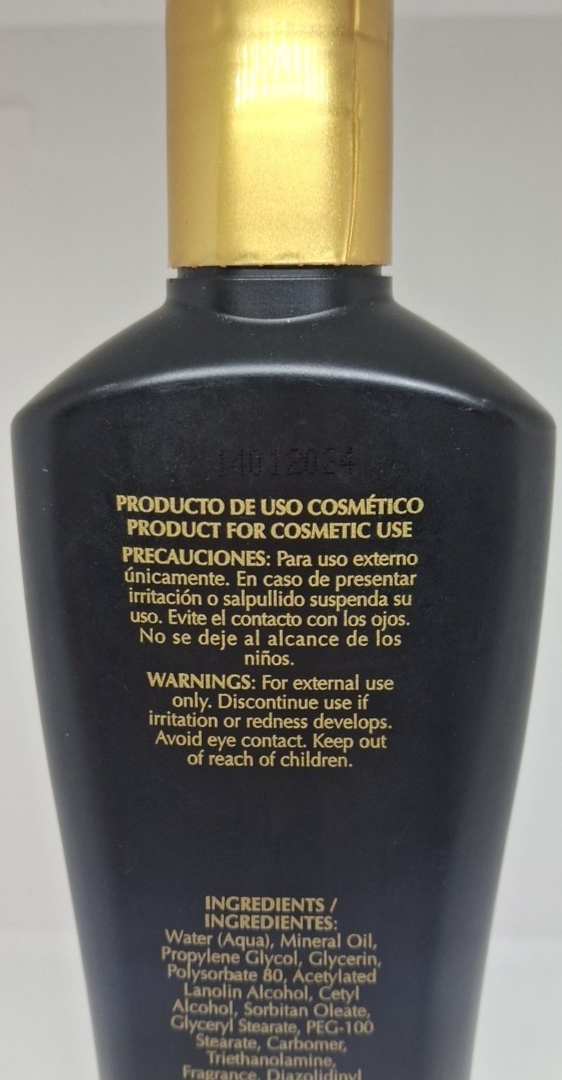 14012024
PRODUCTO DE USO COSMÉTICO
PRODUCT FOR COSMETIC USE
PRECAUCIONES: Para uso externo
únicamente. En caso de presentar
irritación o salpullido suspenda su
uso. Evite el contacto con los ojos.
No se deje al alcance de los
niños.
WARNINGS: For external use
only. Discontinue use if
irritation or redness develops.
Avoid eye contact. Keep out
of reach of children.
INGREDIENTS /
INGREDIENTES:
Water (Aqua), Mineral Oil,
Propylene Glycol, Glycerin,
Polysorbate 80, Acetylated
Lanolin Alcohol, Cetyl
Alcohol, Sorbitan Oleate,
Glyceryl Stearate, PEG-100
Stearate, Carbomer,
Triethanolamine,
Fragrance, Diazolidinyl